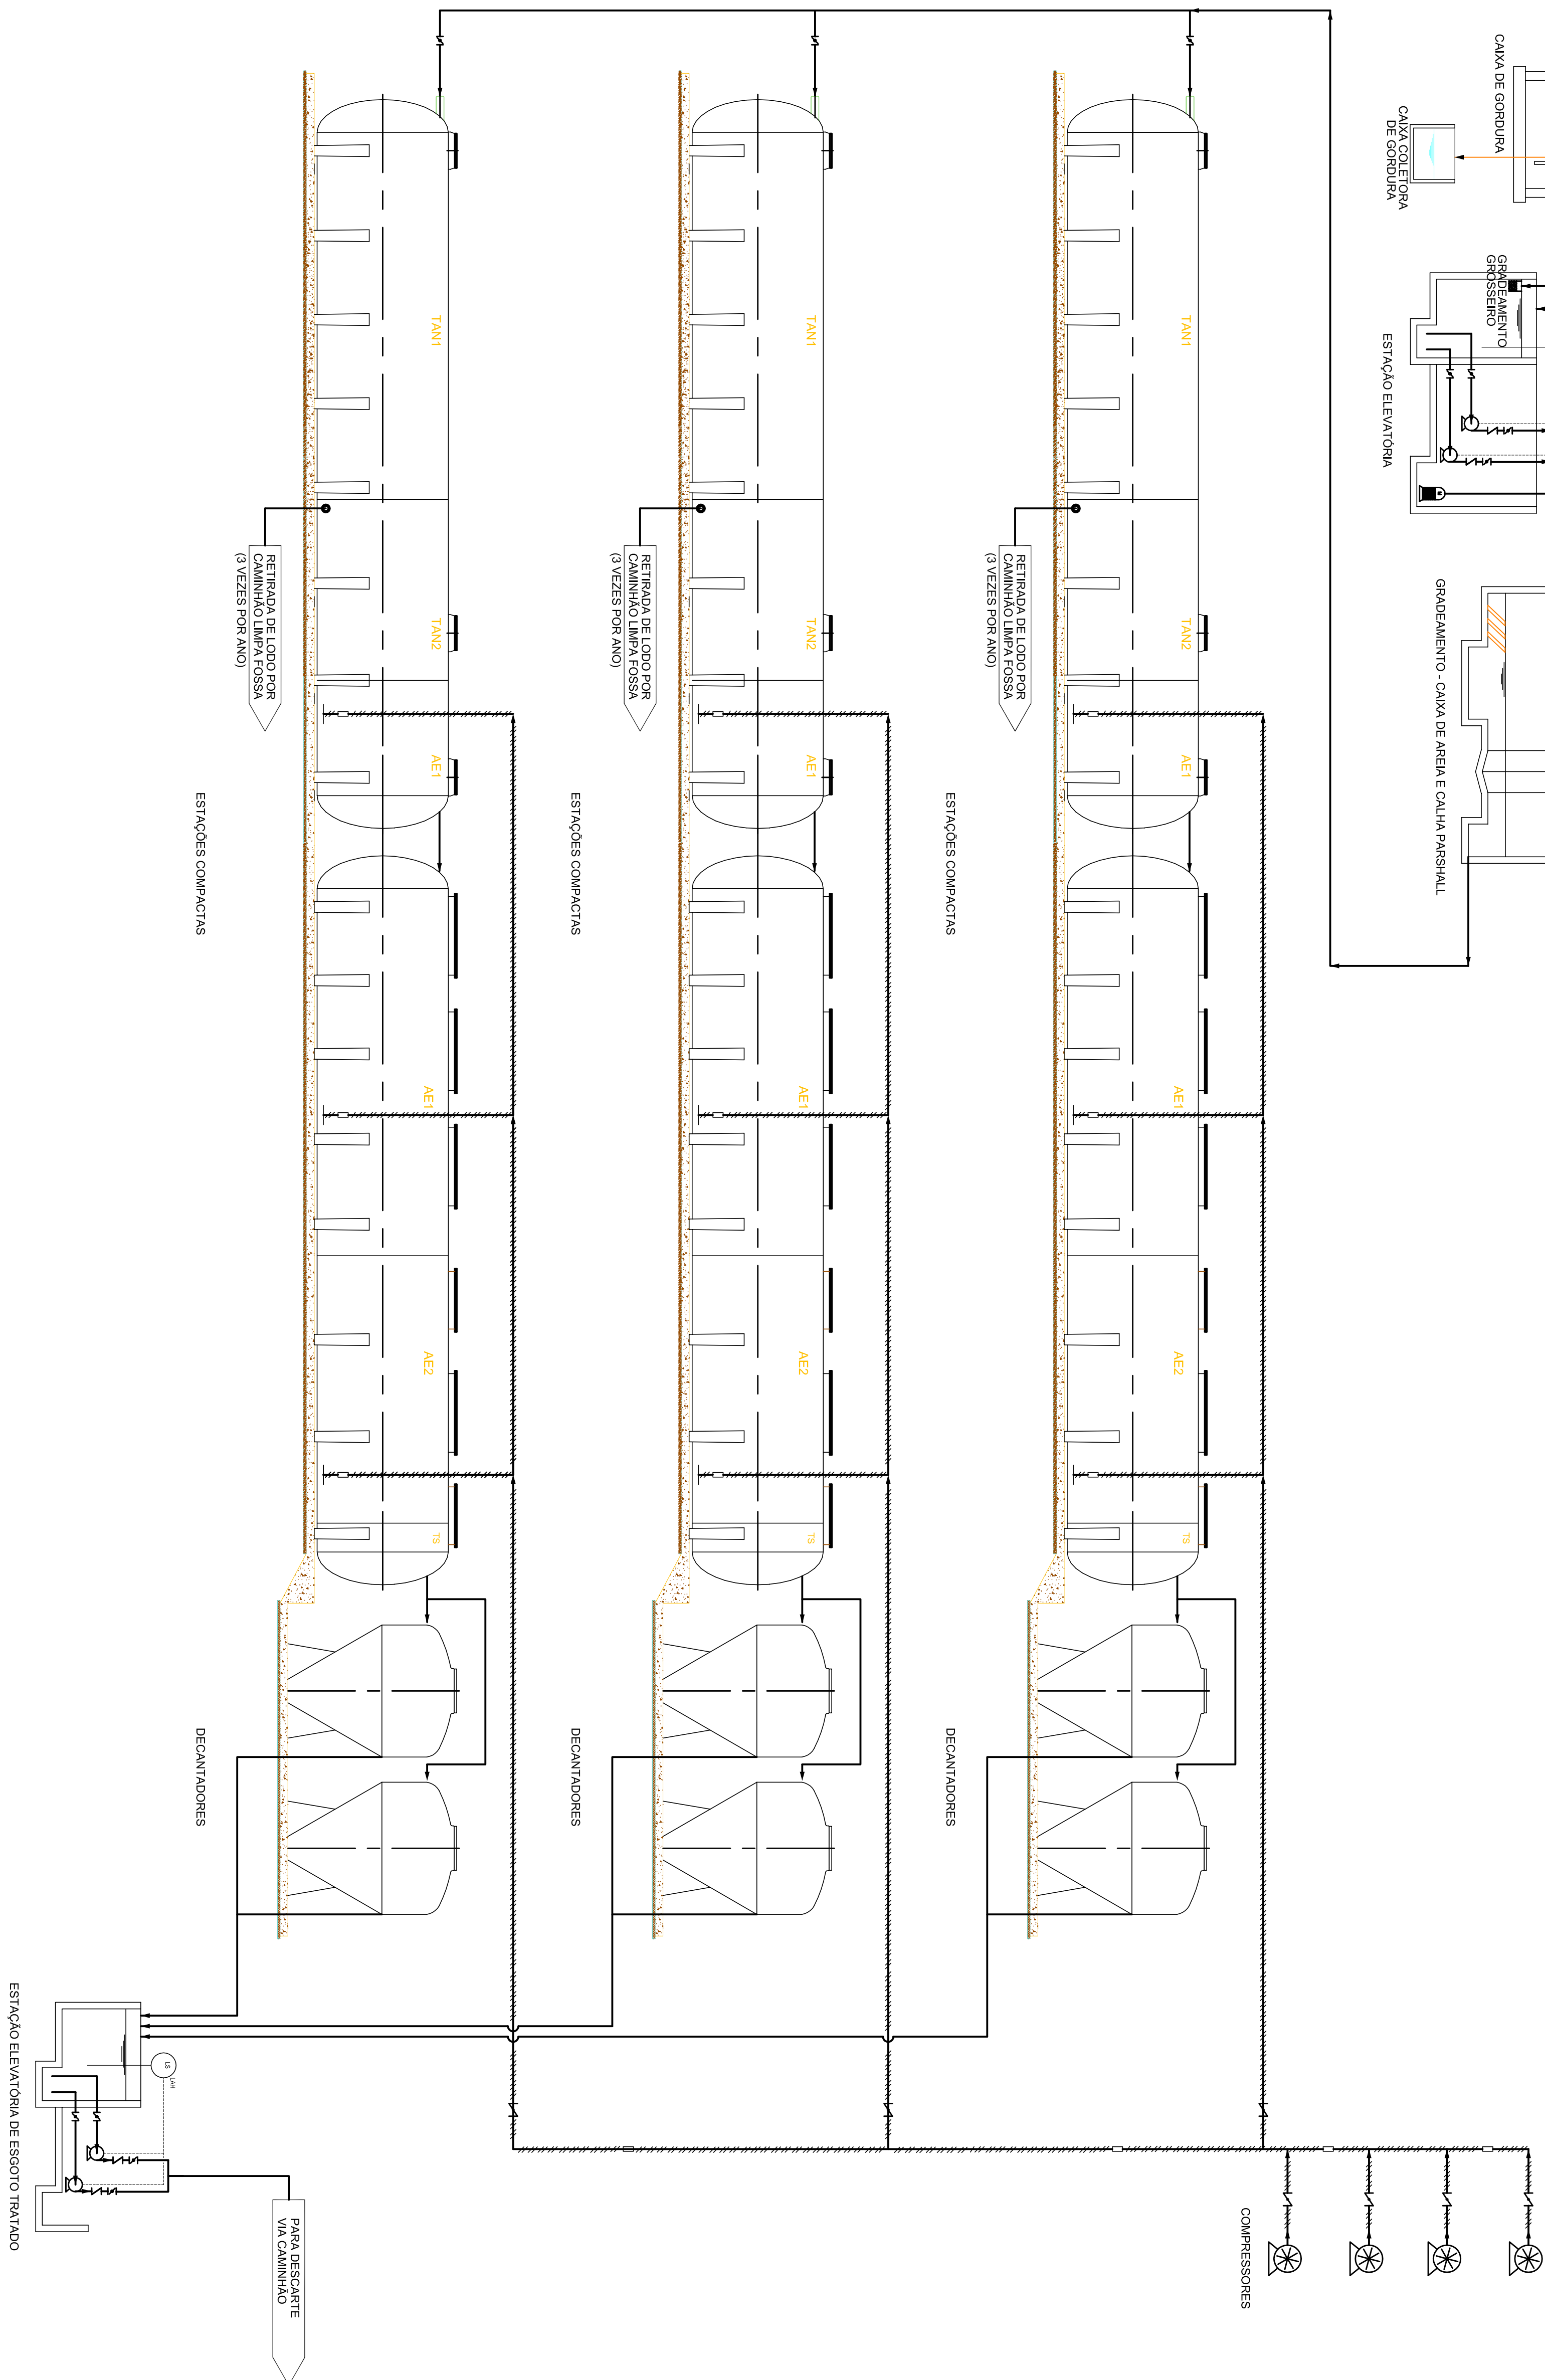 CAIXA DE GORDURA
CAIXA COLETORA
DE GORDURA
GRADEAMENTO
GROSSEIRO
ESTAÇÃO ELEVATÓRIA
GRADEAMENTO - CAIXA DE AREIA E CALHA PARSHALL
TAN1
TAN2
AE1
AE1
AE2
TS
RETIRADA DE LODO POR
CAMINHÃO LIMPA FOSSA
(3 VEZES POR ANO)
ESTAÇÕES COMPACTAS
DECANTADORES
COMPRESSORES
TAN1
TAN2
AE1
AE1
AE2
TS
RETIRADA DE LODO POR
CAMINHÃO LIMPA FOSSA
(3 VEZES POR ANO)
ESTAÇÕES COMPACTAS
DECANTADORES
TAN1
TAN2
AE1
AE1
AE2
TS
RETIRADA DE LODO POR
CAMINHÃO LIMPA FOSSA
(3 VEZES POR ANO)
ESTAÇÕES COMPACTAS
DECANTADORES
PARA DESCARTE
VIA CAMINHÃO
LAH
LS
ESTAÇÃO ELEVATÓRIA DE ESGOTO TRATADO